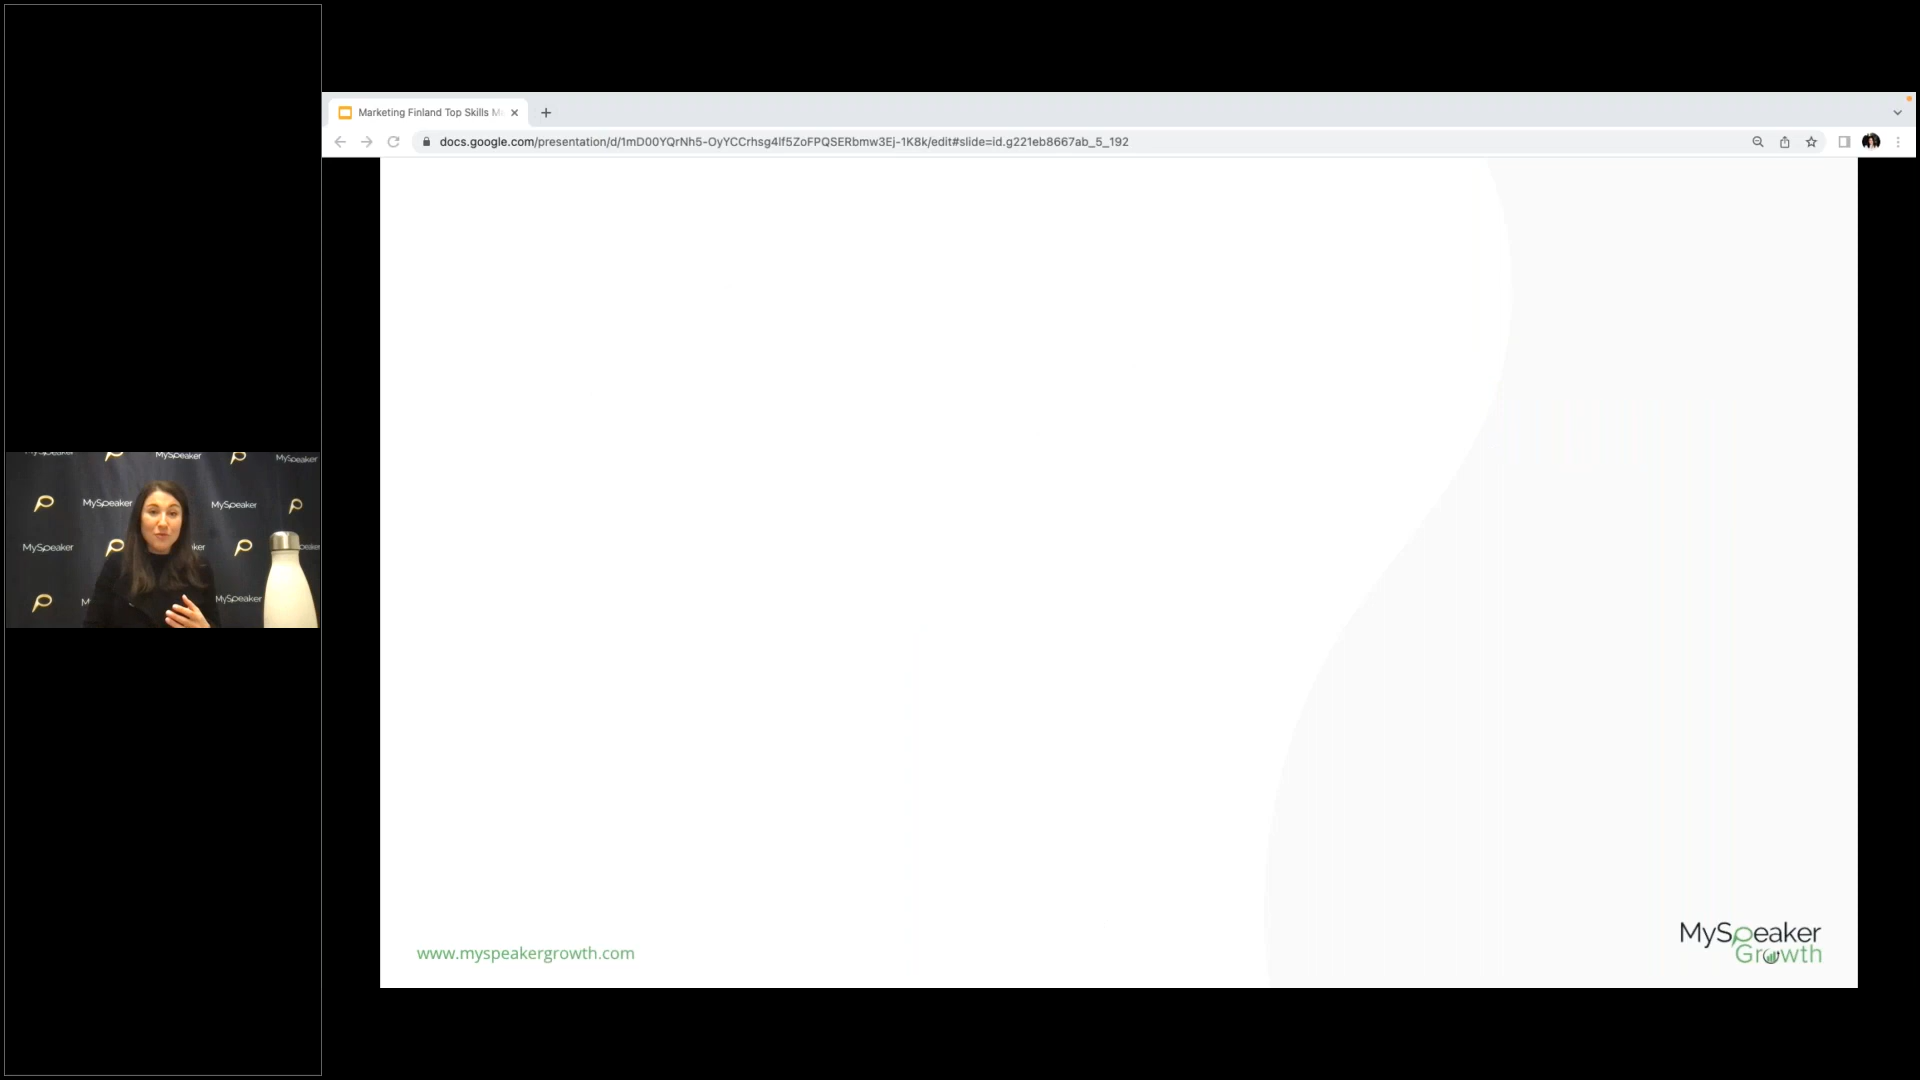 Marketing Finland Top Skills M
docs.google.com/presentation/d/1mD00YQrNh5-OyYCCrhsg4lf5ZoFPQSERbmw3Ej-1K8k/edit#slide=id.g221eb8667ab_5_192
MySpeaker
MySpeaker
MySpeaker
MySpeaker
MySpeaker
MySpeaker
www.myspeakergrowth.com
MySpeaker
Growth